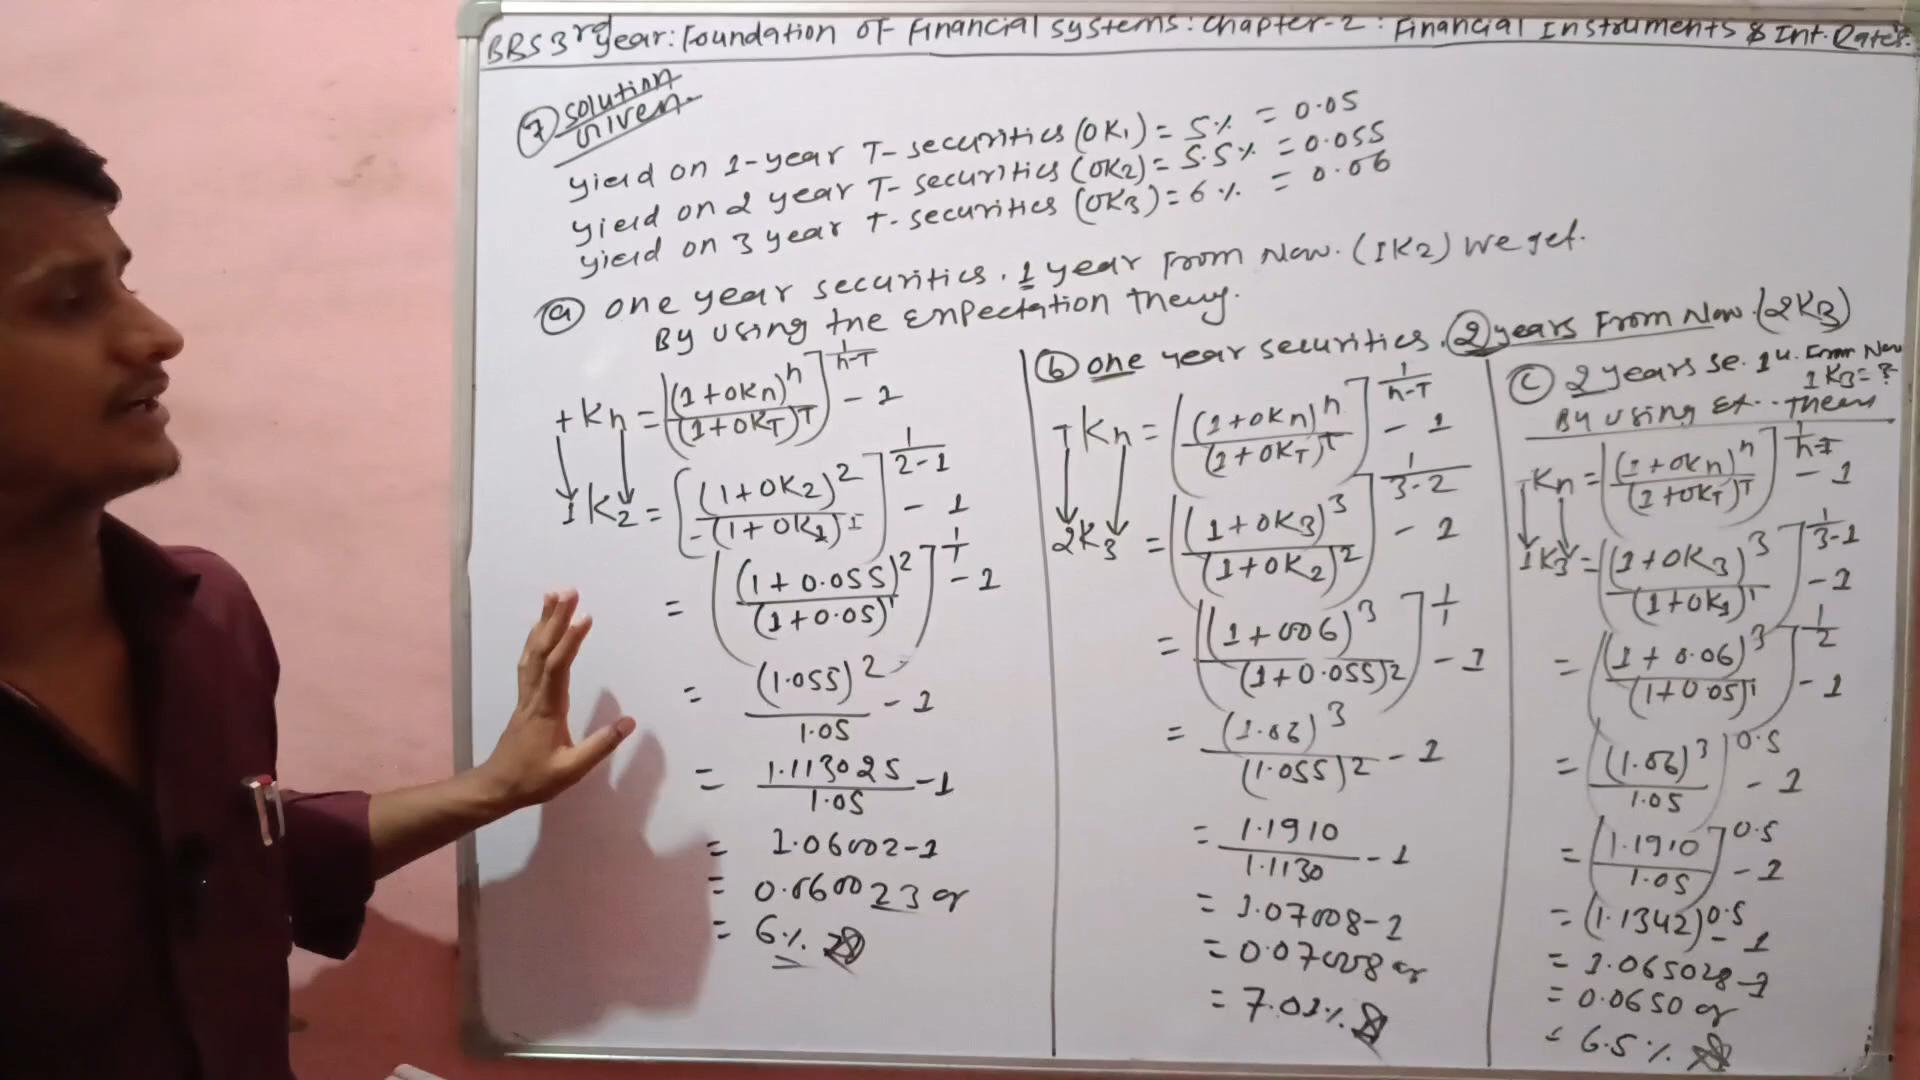 BBS 3rd year: Foundation of Financial systems: chapter-2: Financial Instruments & Int. Rates.
7 solution
Given
yield on 1-year T-securities (0K1) = 5% = 0.05
yield on 2 year T-securities (0K2) = 5.5% = 0.055
yield on 3 year T-securities (0K3) = 6% = 0.06
a one year securities. 1 year from Now. (1K2) we get.
By using the expectation theory.
TKn = [(1+0Kn)^n / (1+0KT)^T]^(1/n-T) - 1
1K2 = [(1+0K2)^2 / (1+0K1)^1]^(1/2-1) - 1
= [(1+0.055)^2 / (1+0.05)^1]^(1/1) - 1
= (1.055)^2 / 1.05 - 1
= 1.113025 / 1.05 - 1
= 1.06002-1
= 0.060023 or
= 6%
b one year securities. 2 years from Now. (2K3)
TKn = [(1+0Kn)^n / (1+0KT)^T]^(1/n-T) - 1
2K3 = [(1+0K3)^3 / (1+0K2)^2]^(1/3-2) - 1
= [(1+006)^3 / (1+0.055)^2]^(1/1) - 1
= (1.06)^3 / (1.055)^2 - 1
= 1.1910 / 1.1130 - 1
= 1.07008-1
= 0.07008 or
= 7.01%
c 2 years se. 1 y. From Now
1K3=?
By using Ex.. Theory
TKn = [(1+0Kn)^n / (1+0KT)^T]^(1/n-T) - 1
1K3 = [(1+0K3)^3 / (1+0K1)^1]^(1/3-1) - 1
= [(1+0.06)^3 / (1+0.05)^1]^(1/2) - 1
= [(1.06)^3 / 1.05]^0.5 - 1
= [1.1910 / 1.05]^0.5 - 1
= (1.1342)^0.5 - 1
= 1.065028-1
= 0.0650 or
= 6.5%